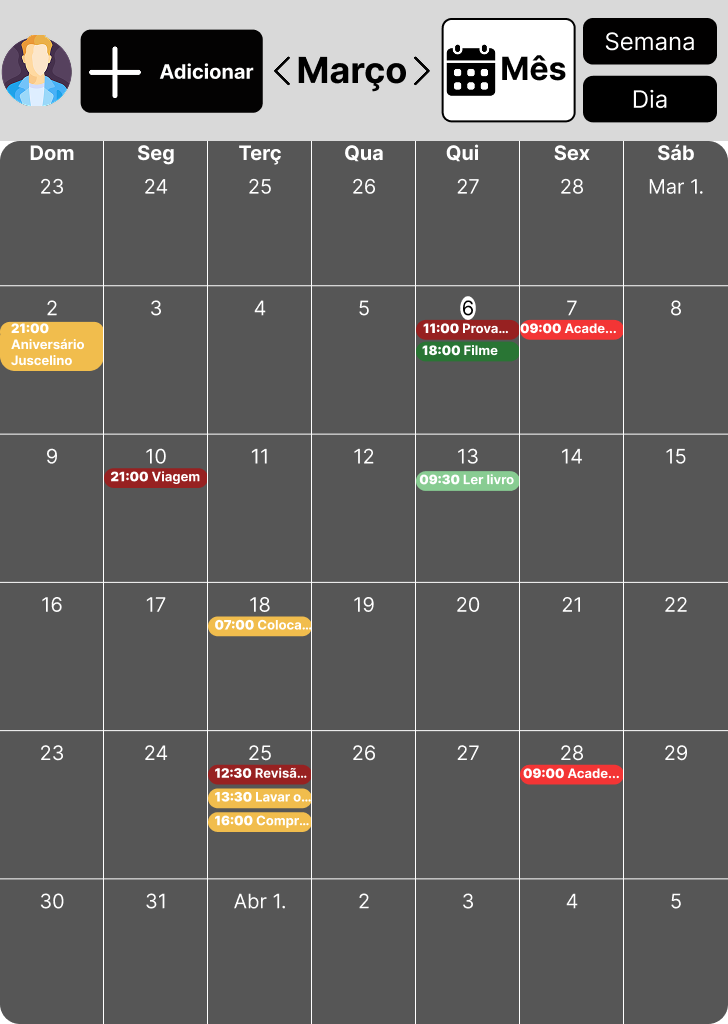 Adicionar
Março
Mês
Semana
Dia
Dom Seg Terç Qua Qui Sex Sáb
23 24 25 26 27 28 Mar 1.
2 3 4 5 6 7 8
21:00
Aniversário
Juscelino
11:00 Prova...
18:00 Filme
09:00 Acade...
9 10 11 12 13 14 15
21:00 Viagem
09:30 Ler livro
16 17 18 19 20 21 22
07:00 Coloca...
23 24 25 26 27 28 29
12:30 Revisã...
13:30 Lavar o...
16:00 Compr...
09:00 Acade...
30 31 Abr 1. 2 3 4 5